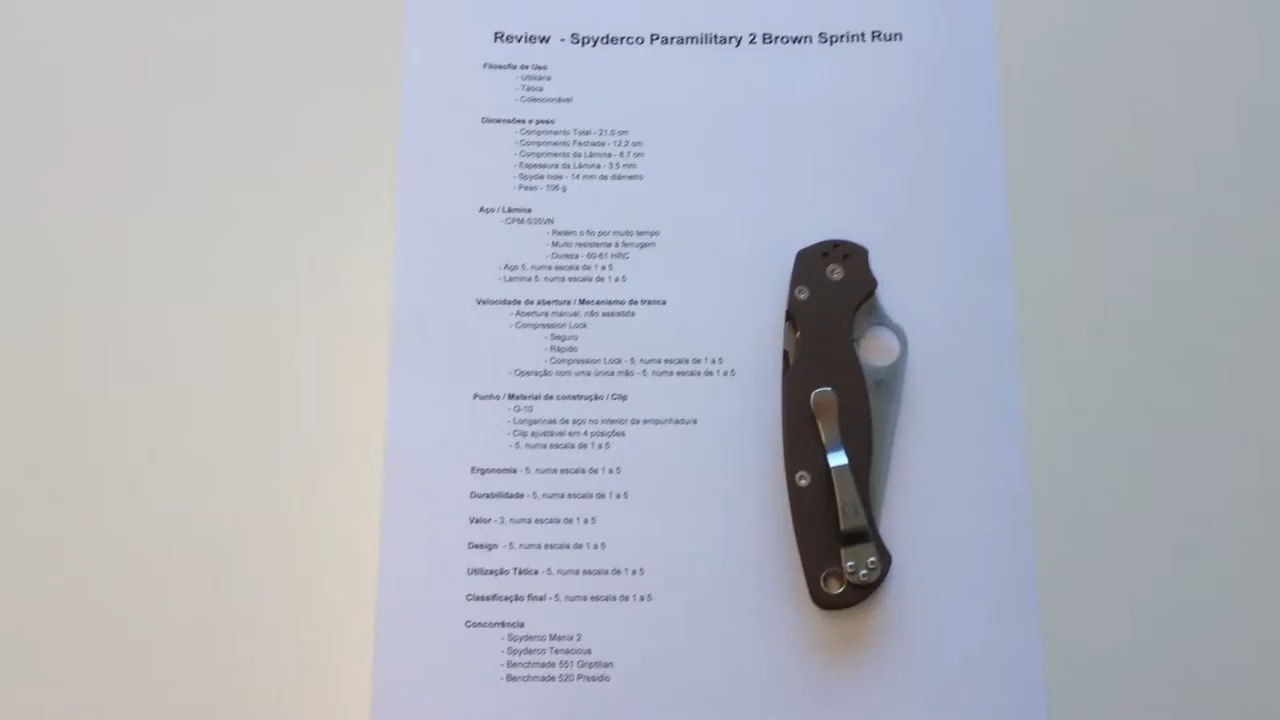 Review - Spyderco Paramilitary 2 Brown Sprint Run
Filosofia de Uso
- Utilitária
- Tática
- Coleccionável
Dimensões e peso
- Comprimento Total - 21,0 cm
- Comprimento Fechada - 12,2 cm
- Comprimento da Lâmina - 8,7 cm
- Espessura da Lâmina - 3,5 mm
- Spydie hole - 14 mm de diâmetro
- Peso - 106 g
Aço / Lâmina
- CPM-S35VN
- Retém o fio por muito tempo
- Muito resistente à ferrugem
- Dureza - 60-61 HRC
- Aço 5, numa escala de 1 a 5
- Lâmina 5, numa escala de 1 a 5
Velocidade de abertura / Mecanismo de tranca
- Abertura manual, não assistida
- Compression Lock
- Seguro
- Rápido
- Compression Lock - 5, numa escala de 1 a 5
- Operação com uma única mão - 5, numa escala de 1 a 5
Punho / Material de construção / Clip
- G-10
- Longarinas de aço no interior da empunhadura
- Clip ajustável em 4 posições
- 5, numa escala de 1 a 5
Ergonomia - 5, numa escala de 1 a 5
Durabilidade - 5, numa escala de 1 a 5
Valor - 3, numa escala de 1 a 5
Design - 5, numa escala de 1 a 5
Utilização Tática - 5, numa escala de 1 a 5
Classificação final - 5, numa escala de 1 a 5
Concorrência
- Spyderco Manix 2
- Spyderco Tenacious
- Benchmade 551 Griptilian
- Benchmade 520 Presidio